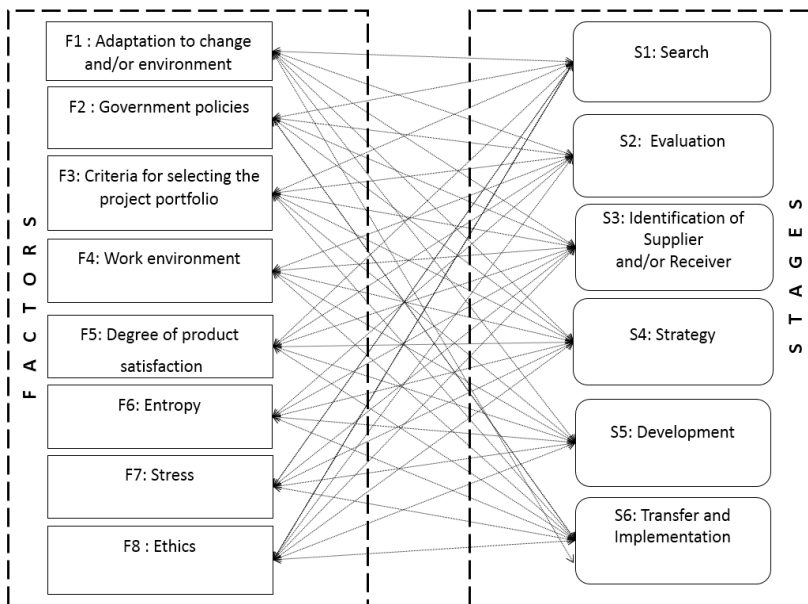 FACTORS
F1 : Adaptation to change
and/or environment
F2 : Government policies
F3: Criteria for selecting the
project portfolio
F4: Work environment
F5: Degree of product
satisfaction
F6: Entropy
F7: Stress
F8 : Ethics
S1: Search
S2:  Evaluation
S3: Identification of
Supplier
and/or Receiver
S4: Strategy
S5: Development
S6: Transfer and
Implementation
STAGES